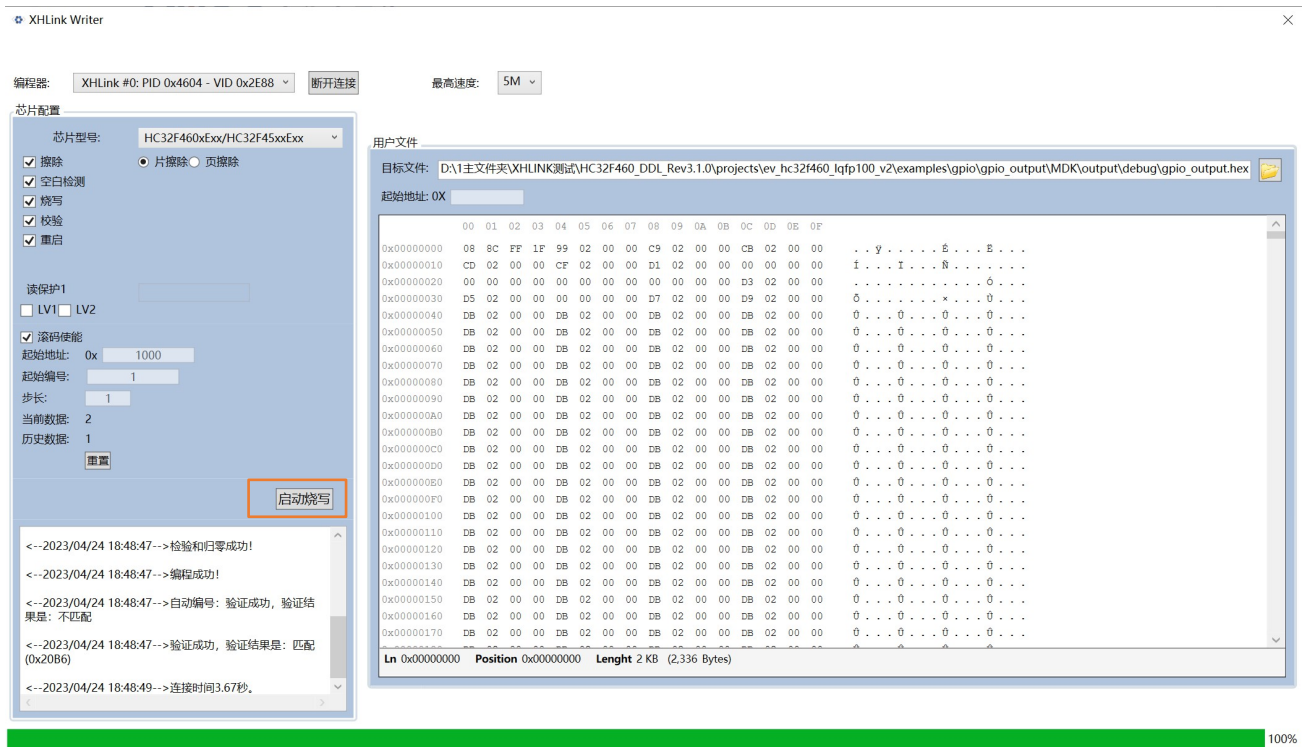 XHLink Writer
编程器: XHLink #0: PID 0x4604 - VID 0x2E88 断开连接 最高速度: 5M
芯片配置
芯片型号: HC32F460xExx/HC32F45xxExx
擦除 片擦除 页擦除
空白检测
烧写
校验
重启
读保护1
LV1 LV2
滚码使能
起始地址: 0x 1000
起始编号: 1
步长: 1
当前数据: 2
历史数据: 1
重置
启动烧写
<--2023/04/24 18:48:47-->检验和归零成功!
<--2023/04/24 18:48:47-->编程成功!
<--2023/04/24 18:48:47-->自动编号：验证成功，验证结
果是：不匹配
<--2023/04/24 18:48:47-->验证成功，验证结果是：匹配
(0x20B6)
<--2023/04/24 18:48:49-->连接时间3.67秒。
用户文件
目标文件: D:\1主文件夹\XHLINK测试\HC32F460_DDL_Rev3.1.0\projects\ev_hc32f460_lqfp100_v2\examples\gpio\gpio_output\MDK\output\debug\gpio_output.hex
起始地址: 0X
00 01 02 03 04 05 06 07 08 09 0A 0B 0C 0D 0E 0F
0x00000000 08 8C FF 1F 99 02 00 00 C9 02 00 00 CB 02 00 00 . . ÿ . . . . . É . . . Ë . . .
0x00000010 CD 02 00 00 CF 02 00 00 D1 02 00 00 00 00 00 00 Í . . . Ï . . . Ñ . . . . . . .
0x00000020 00 00 00 00 00 00 00 00 00 00 00 00 D3 02 00 00 . . . . . . . . . . . . Ó . . .
0x00000030 D5 02 00 00 00 00 00 00 D7 02 00 00 D9 02 00 00 Õ . . . . . . . × . . . Ù . . .
0x00000040 DB 02 00 00 DB 02 00 00 DB 02 00 00 DB 02 00 00 Û . . . Û . . . Û . . . Û . . .
0x00000050 DB 02 00 00 DB 02 00 00 DB 02 00 00 DB 02 00 00 Û . . . Û . . . Û . . . Û . . .
0x00000060 DB 02 00 00 DB 02 00 00 DB 02 00 00 DB 02 00 00 Û . . . Û . . . Û . . . Û . . .
0x00000070 DB 02 00 00 DB 02 00 00 DB 02 00 00 DB 02 00 00 Û . . . Û . . . Û . . . Û . . .
0x00000080 DB 02 00 00 DB 02 00 00 DB 02 00 00 DB 02 00 00 Û . . . Û . . . Û . . . Û . . .
0x00000090 DB 02 00 00 DB 02 00 00 DB 02 00 00 DB 02 00 00 Û . . . Û . . . Û . . . Û . . .
0x000000A0 DB 02 00 00 DB 02 00 00 DB 02 00 00 DB 02 00 00 Û . . . Û . . . Û . . . Û . . .
0x000000B0 DB 02 00 00 DB 02 00 00 DB 02 00 00 DB 02 00 00 Û . . . Û . . . Û . . . Û . . .
0x000000C0 DB 02 00 00 DB 02 00 00 DB 02 00 00 DB 02 00 00 Û . . . Û . . . Û . . . Û . . .
0x000000D0 DB 02 00 00 DB 02 00 00 DB 02 00 00 DB 02 00 00 Û . . . Û . . . Û . . . Û . . .
0x000000E0 DB 02 00 00 DB 02 00 00 DB 02 00 00 DB 02 00 00 Û . . . Û . . . Û . . . Û . . .
0x000000F0 DB 02 00 00 DB 02 00 00 DB 02 00 00 DB 02 00 00 Û . . . Û . . . Û . . . Û . . .
0x00000100 DB 02 00 00 DB 02 00 00 DB 02 00 00 DB 02 00 00 Û . . . Û . . . Û . . . Û . . .
0x00000110 DB 02 00 00 DB 02 00 00 DB 02 00 00 DB 02 00 00 Û . . . Û . . . Û . . . Û . . .
0x00000120 DB 02 00 00 DB 02 00 00 DB 02 00 00 DB 02 00 00 Û . . . Û . . . Û . . . Û . . .
0x00000130 DB 02 00 00 DB 02 00 00 DB 02 00 00 DB 02 00 00 Û . . . Û . . . Û . . . Û . . .
0x00000140 DB 02 00 00 DB 02 00 00 DB 02 00 00 DB 02 00 00 Û . . . Û . . . Û . . . Û . . .
0x00000150 DB 02 00 00 DB 02 00 00 DB 02 00 00 DB 02 00 00 Û . . . Û . . . Û . . . Û . . .
0x00000160 DB 02 00 00 DB 02 00 00 DB 02 00 00 DB 02 00 00 Û . . . Û . . . Û . . . Û . . .
0x00000170 DB 02 00 00 DB 02 00 00 DB 02 00 00 DB 02 00 00 Û . . . Û . . . Û . . . Û . . .
Ln 0x00000000 Position 0x00000000 Lenght 2 KB (2,336 Bytes)
100%